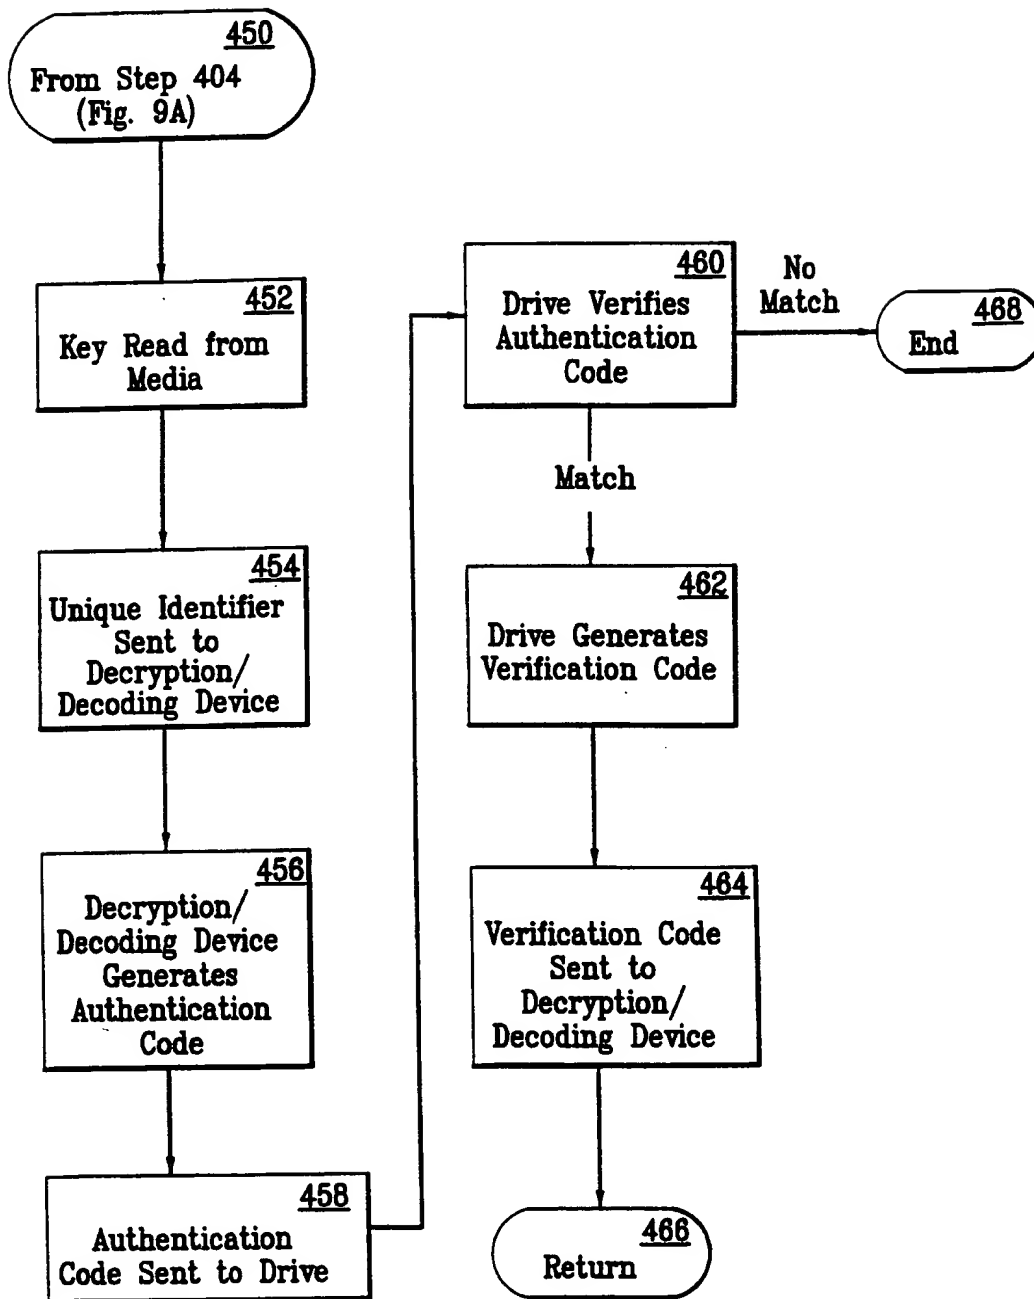 450
From Step 404
(Fig. 9A)
452
Key Read from
Media
454
Unique Identifier
Sent to
Decryption/
Decoding Device
456
Decryption/
Decoding Device
Generates
Authentication
Code
458
Authentication
Code Sent to Drive
460
Drive Verifies
Authentication
Code
No
Match
468
End
Match
462
Drive Generates
Verification Code
464
Verification Code
Sent to
Decryption/
Decoding Device
466
Return